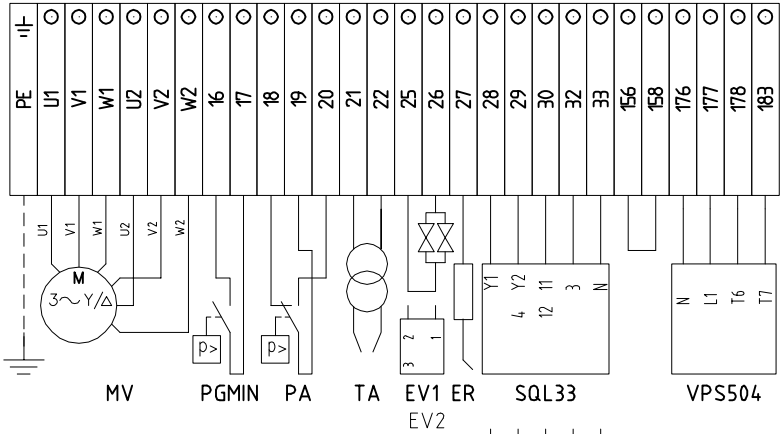 PE U1 V1 W1 U2 V2 W2 16 17 18 19 20 21 22 25 26 27 28 29 30 32 33 156 158 176 177 178 183
U1 V1 W1 U2 V2 W2
M
3~Y/△
P>
P>
3 2 1
Y1 Y2 11 3 N
4 12
N L1 T6 T7
MV PGMIN PA TA EV1 ER SQL33 VPS504
EV2